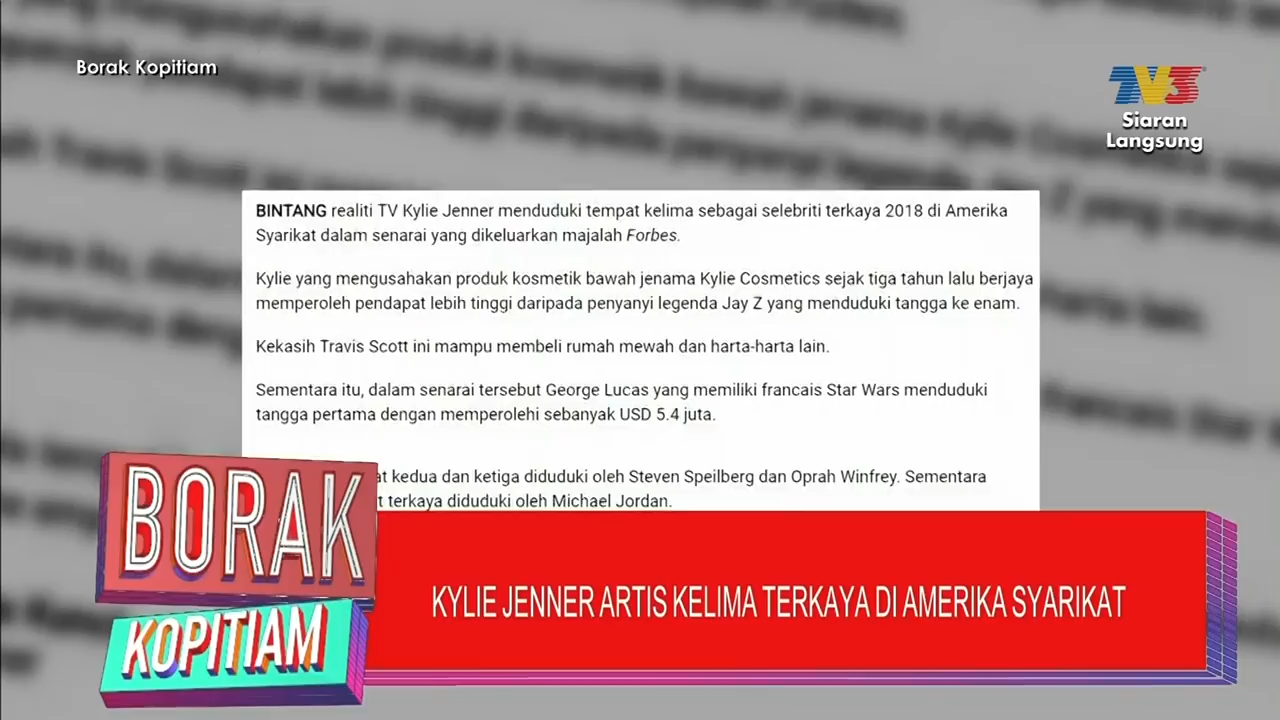 Borak Kopitiam
TV3
Siaran
Langsung
BINTANG realiti TV Kylie Jenner menduduki tempat kelima sebagai selebriti terkaya 2018 di Amerika
Syarikat dalam senarai yang dikeluarkan majalah Forbes.
Kylie yang mengusahakan produk kosmetik bawah jenama Kylie Cosmetics sejak tiga tahun lalu berjaya
memperoleh pendapat lebih tinggi daripada penyanyi legenda Jay Z yang menduduki tangga ke enam.
Kekasih Travis Scott ini mampu membeli rumah mewah dan harta-harta lain.
Sementara itu, dalam senarai tersebut George Lucas yang memiliki francais Star Wars menduduki
tangga pertama dengan memperolehi sebanyak USD 5.4 juta.
kedua dan ketiga diduduki oleh Steven Speilberg dan Oprah Winfrey. Sementara
terkaya diduduki oleh Michael Jordan.
BORAK
KOPITIAM
KYLIE JENNER ARTIS KELIMA TERKAYA DI AMERIKA SYARIKAT